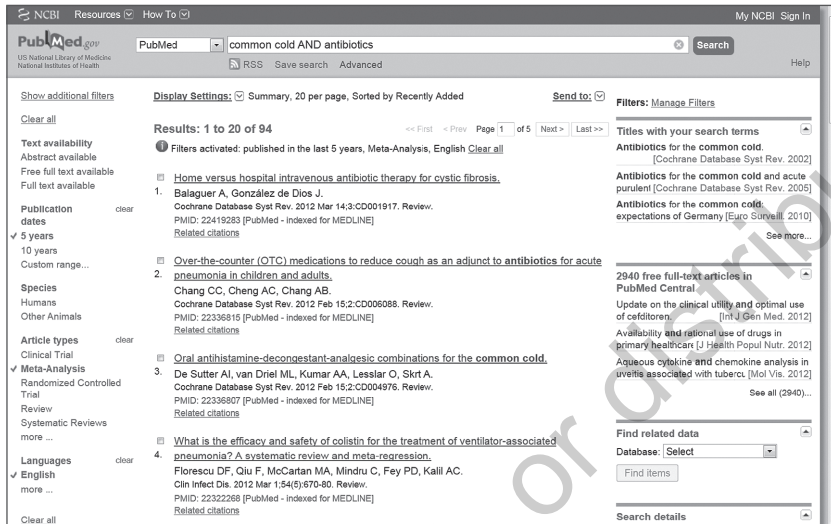 NCBI Resources How To My NCBI Sign In
PubMed.gov
US National Library of Medicine
National Institutes of Health
PubMed common cold AND antibiotics Search
RSS Save search Advanced Help
Show additional filters
Clear all
Text availability
Abstract available
Free full text available
Full text available
Publication dates clear
✓ 5 years
10 years
Custom range...
Species
Humans
Other Animals
Article types clear
Clinical Trial
✓ Meta-Analysis
Randomized Controlled
Trial
Review
Systematic Reviews
more ...
Languages clear
✓ English
more ...
Clear all
Display Settings: Summary, 20 per page, Sorted by Recently Added Send to:
Results: 1 to 20 of 94 << First < Prev Page 1 of 5 Next > Last >>
Filters activated: published in the last 5 years, Meta-Analysis, English Clear all
Home versus hospital intravenous antibiotic therapy for cystic fibrosis.
1. Balaguer A, González de Dios J.
Cochrane Database Syst Rev. 2012 Mar 14;3:CD001917. Review.
PMID: 22419283 [PubMed - indexed for MEDLINE]
Related citations
Over-the-counter (OTC) medications to reduce cough as an adjunct to antibiotics for acute
2. pneumonia in children and adults.
Chang CC, Cheng AC, Chang AB.
Cochrane Database Syst Rev. 2012 Feb 15;2:CD006088. Review.
PMID: 22336815 [PubMed - indexed for MEDLINE]
Related citations
Oral antihistamine-decongestant-analgesic combinations for the common cold.
3. De Sutter AI, van Driel ML, Kumar AA, Lesslar O, Skrt A.
Cochrane Database Syst Rev. 2012 Feb 15;2:CD004976. Review.
PMID: 22336807 [PubMed - indexed for MEDLINE]
Related citations
What is the efficacy and safety of colistin for the treatment of ventilator-associated
4. pneumonia? A systematic review and meta-regression.
Florescu DF, Qiu F, McCartan MA, Mindru C, Fey PD, Kalil AC.
Clin Infect Dis. 2012 Mar 1;54(5):670-80. Review.
PMID: 22322268 [PubMed - indexed for MEDLINE]
Related citations
Filters: Manage Filters
Titles with your search terms
Antibiotics for the common cold.
[Cochrane Database Syst Rev. 2002]
Antibiotics for the common cold and acute
purulent [Cochrane Database Syst Rev. 2005]
Antibiotics for the common cold:
expectations of Germany [Euro Surveill. 2010]
See more...
2940 free full-text articles in
PubMed Central
Update on the clinical utility and optimal use
of cefditoren. [Int J Gen Med. 2012]
Availability and rational use of drugs in
primary healthcare [J Health Popul Nutr. 2012]
Aqueous cytokine and chemokine analysis in
uveitis associated with tubercu [Mol Vis. 2012]
See all (2940)...
Find related data
Database: Select
Find items
Search details
or distribu